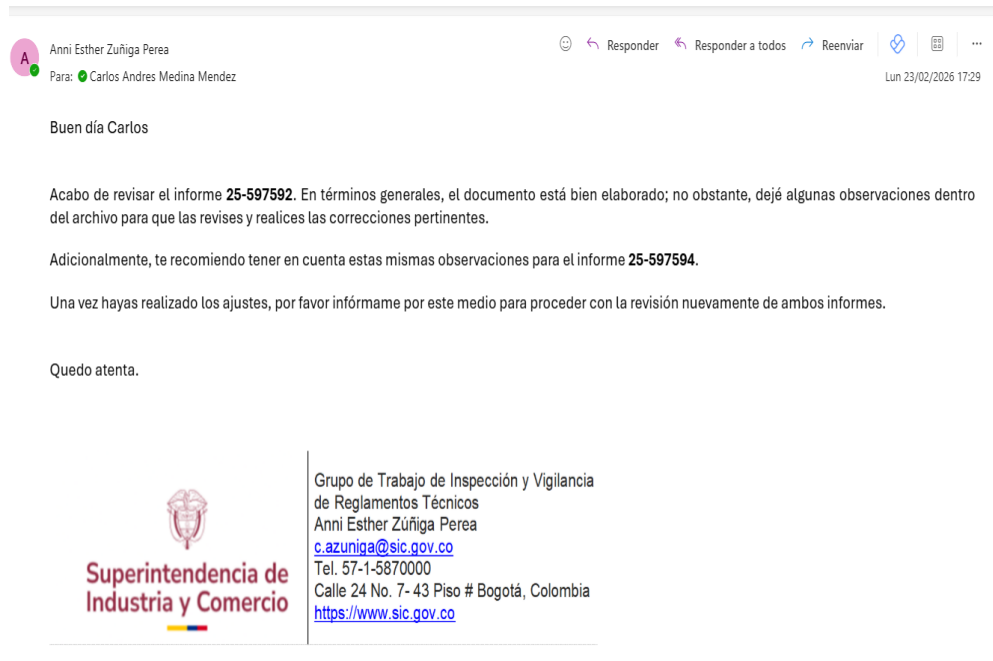 A
Anni Esther Zuñiga Perea
Para: Carlos Andres Medina Mendez
Responder Responder a todos Reenviar
Lun 23/02/2026 17:29
Buen día Carlos
Acabo de revisar el informe 25-597592. En términos generales, el documento está bien elaborado; no obstante, dejé algunas observaciones dentro
del archivo para que las revises y realices las correcciones pertinentes.
Adicionalmente, te recomiendo tener en cuenta estas mismas observaciones para el informe 25-597594.
Una vez hayas realizado los ajustes, por favor infórmame por este medio para proceder con la revisión nuevamente de ambos informes.
Quedo atenta.
Superintendencia de
Industria y Comercio
Grupo de Trabajo de Inspección y Vigilancia
de Reglamentos Técnicos
Anni Esther Zúñiga Perea
c.azuniga@sic.gov.co
Tel. 57-1-5870000
Calle 24 No. 7- 43 Piso # Bogotá, Colombia
https://www.sic.gov.co